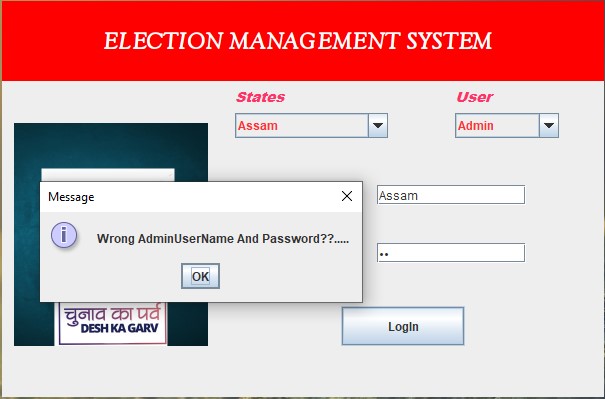 ELECTION MANAGEMENT SYSTEM
States
User
Assam
Admin
Message
Assam
i
Wrong AdminUserName And Password??.....
OK
चुनाव का पर्व
DESH KA GARV
LogIn